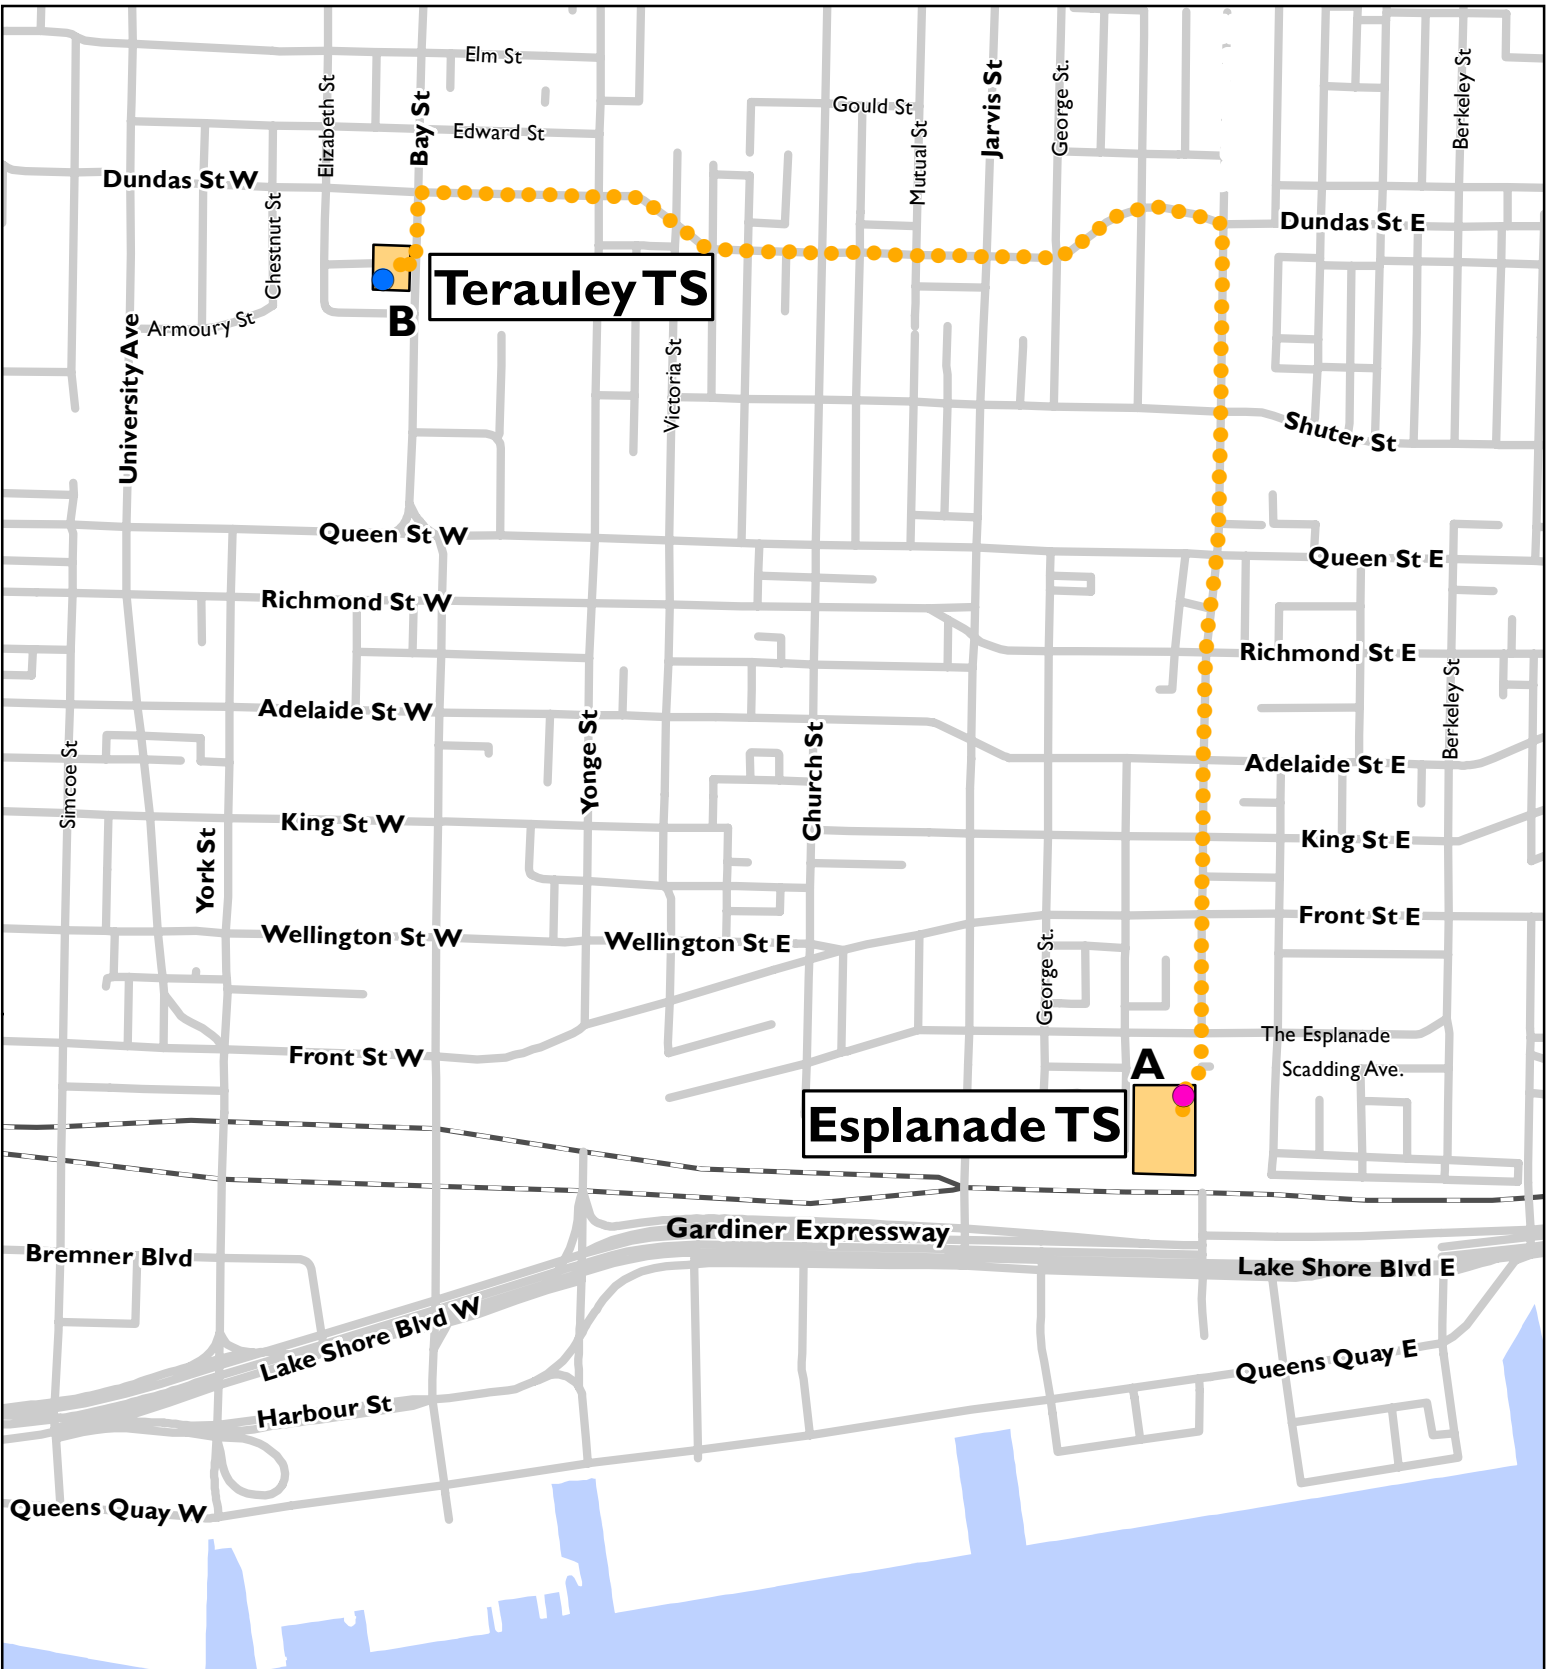 Elm St
Elizabeth St
Bay St
Edward St
Gould St
Mutual St
Jarvis St
George St.
Berkeley St
Dundas St W
Chestnut St
Dundas St E
Terauley TS
B
Armoury St
University Ave
Victoria St
Shuter St
Queen St W
Queen St E
Richmond St W
Richmond St E
Berkeley St
Adelaide St W
Yonge St
Church St
Simcoe St
Adelaide St E
King St W
York St
King St E
Front St E
Wellington St W
Wellington St E
George St.
Front St W
The Esplanade
Scadding Ave.
A
Esplanade TS
Gardiner Expressway
Bremner Blvd
Lake Shore Blvd E
Lake Shore Blvd W
Queens Quay E
Harbour St
Queens Quay W